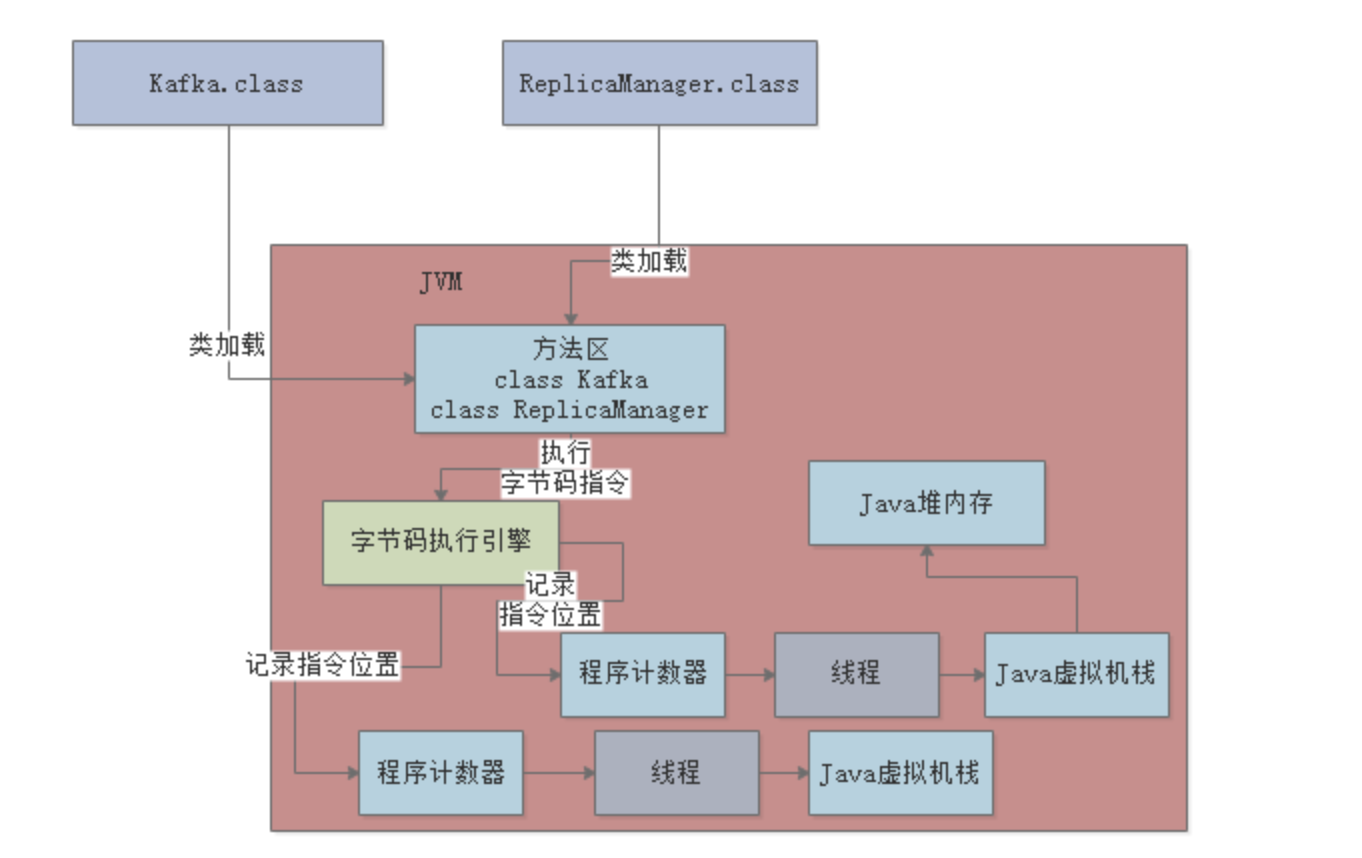 Kafka.class
ReplicaManager.class
类加载
JVM
类加载
方法区
class Kafka
class ReplicaManager
执行
字节码指令
Java堆内存
字节码执行引擎
记录
指令位置
记录指令位置
程序计数器
线程
Java虚拟机栈
程序计数器
线程
Java虚拟机栈